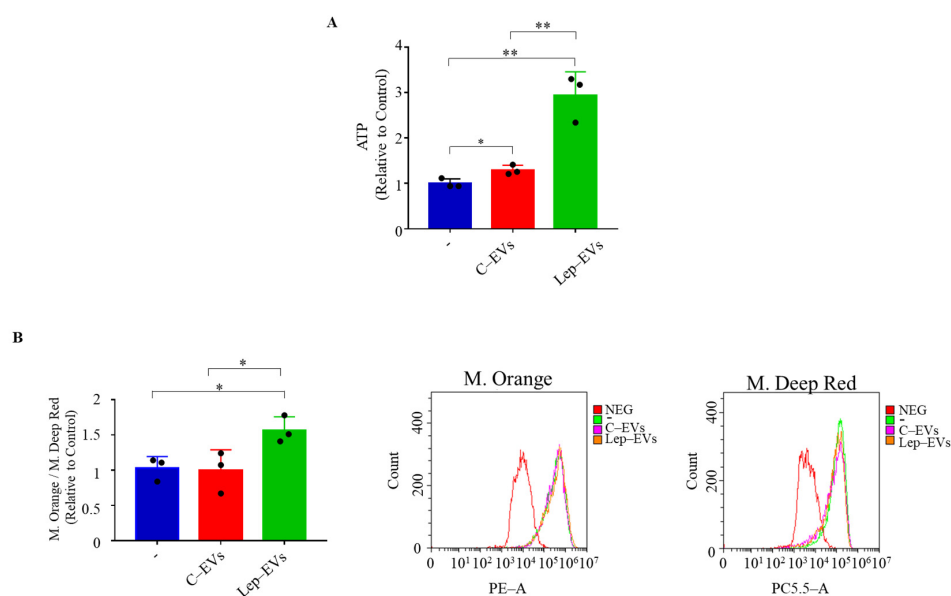 A
**
**
*
4
3
2
1
0
ATP
(Relative to Control)
-
C–EVs
Lep–EVs
B
*
*
2
1.5
1
0.5
0
M. Orange / M. Deep Red
(Relative to Control)
-
C–EVs
Lep–EVs
M. Orange
400
200
0
Count
0 10¹ 10² 10³ 10⁴ 10⁵ 10⁶ 10⁷
PE–A
NEG
-
C–EVs
Lep–EVs
M. Deep Red
400
200
0
Count
0 10¹ 10² 10³ 10⁴ 10⁵ 10⁶ 10⁷
PC5.5–A
NEG
-
C–EVs
Lep–EVs